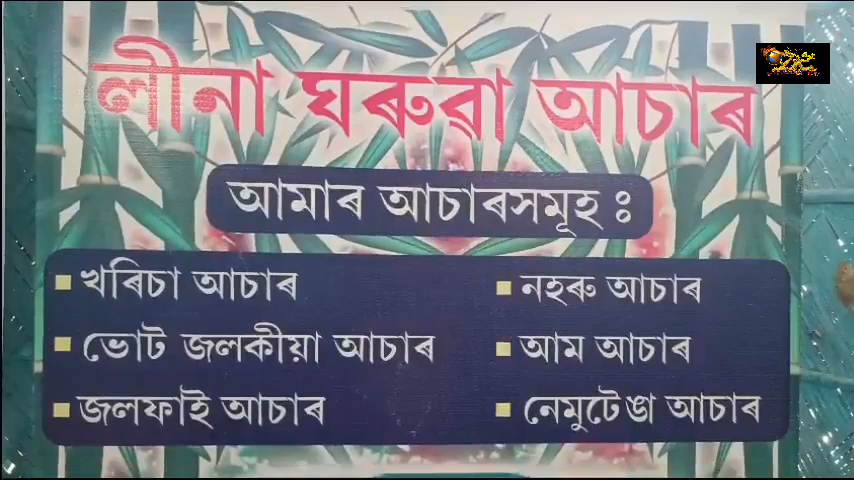 লীনা ঘৰুৱা আচাৰ
আমাৰ আচাৰসমূহ ঃ
খৰিচা আচাৰ
ভোট জলকীয়া আচাৰ
জলফাই আচাৰ
নহৰু আচাৰ
আম আচাৰ
নেমুটেঙা আচাৰ